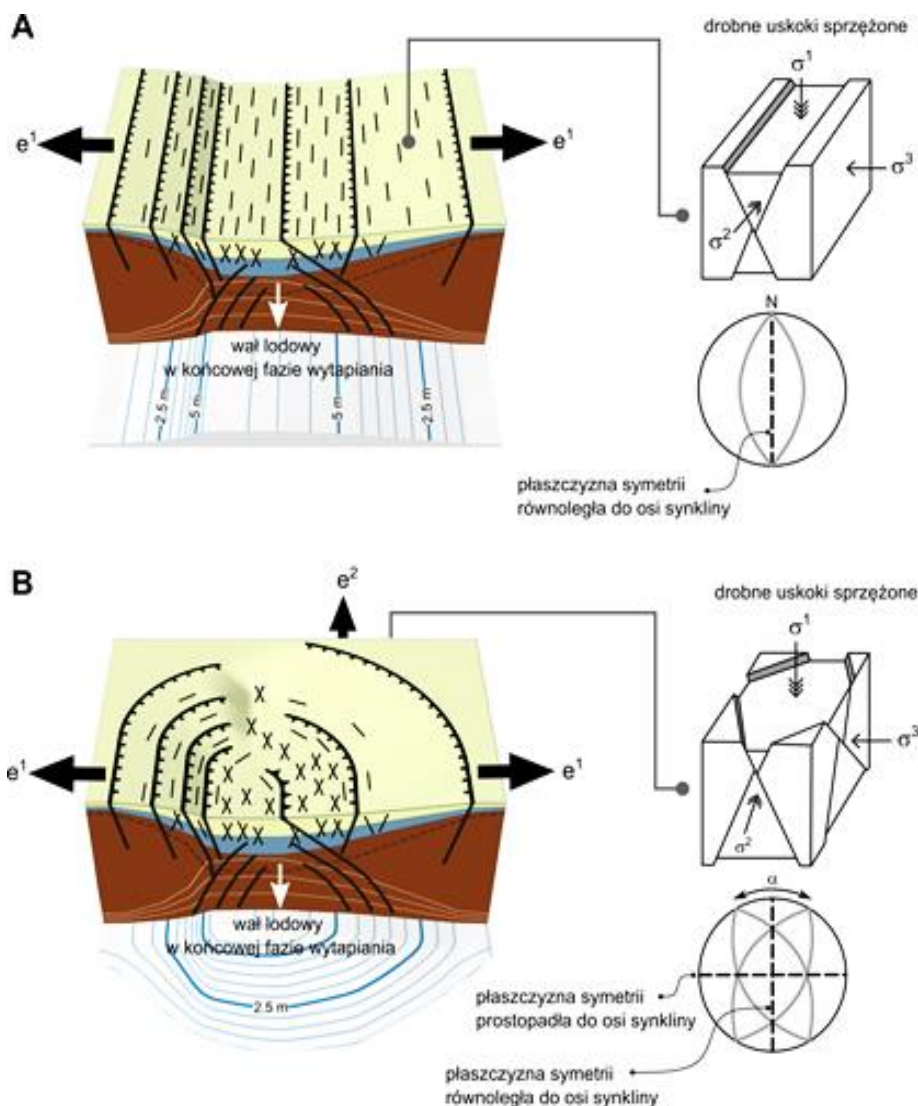 A
drobne uskoki sprzężone
σ1
e1
e1
σ3
σ2
wał lodowy
w końcowej fazie wytapiania
N
2.5 m
5 m
5 m
2.5 m
płaszczyzna symetrii
równoległa do osi synkliny
B
e2
drobne uskoki sprzężone
σ1
e1
e1
σ3
σ2
wał lodowy
w końcowej fazie wytapiania
α
2.5 m
płaszczyzna symetrii
prostopadła do osi synkliny
płaszczyzna symetrii
równoległa do osi synkliny